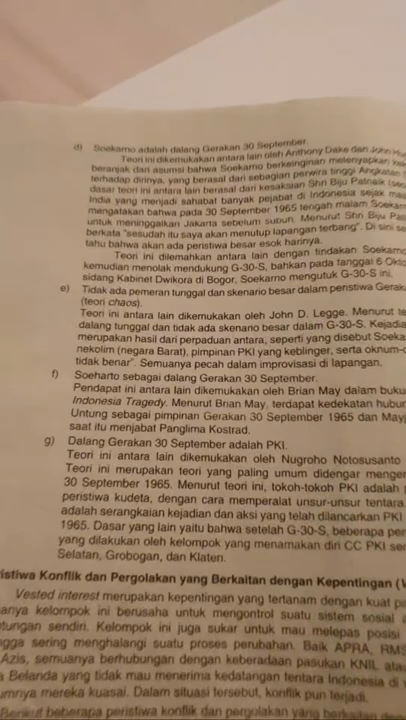 d) Soekarno adalah dalang Gerakan 30 September.
Teori ini dikemukakan antara lain oleh Anthony Dake dan John
beranjak dari asumsi bahwa Soekarno berkeinginan melenyapkan
terhadap dirinya, yang berasal dari sebagian perwira tinggi Angkatan
dasar teori ini antara lain berasal dari kesaksian Shri Biju Patnaik
India yang menjadi sahabat banyak pejabat di Indonesia sejak
mengatakan bahwa pada 30 September 1965 tengah malam
untuk meninggalkan Jakarta sebelum subuh. Menurut Shri Biju
berkata "sesudah itu saya akan menutup lapangan terbang". Di sini
tahu bahwa akan ada peristiwa besar esok harinya.
Teori ini dilemahkan antara lain dengan tindakan Soekarno
kemudian menolak mendukung G-30-S, bahkan pada tanggal 6
sidang Kabinet Dwikora di Bogor, Soekarno mengutuk G-30-S ini.
e) Tidak ada pemeran tunggal dan skenario besar dalam peristiwa
(teori chaos).
Teori ini antara lain dikemukakan oleh John D. Legge. Menurut
dalang tunggal dan tidak ada skenario besar dalam G-30-S.
merupakan hasil dari perpaduan antara, seperti yang disebut
nekolim (negara Barat), pimpinan PKI yang keblinger, serta
tidak benar". Semuanya pecah dalam improvisasi di lapangan.
f) Soeharto sebagai dalang Gerakan 30 September.
Pendapat ini antara lain dikemukakan oleh Brian May dalam buku
Indonesia Tragedy. Menurut Brian May, terdapat kedekatan
Untung sebagai pimpinan Gerakan 30 September 1965 dan
saat itu menjabat Panglima Kostrad.
g) Dalang Gerakan 30 September adalah PKI.
Teori ini antara lain dikemukakan oleh Nugroho Notosusanto
Teori ini merupakan teori yang paling umum didengar
30 September 1965. Menurut teori ini, tokoh-tokoh PKI adalah
peristiwa kudeta, dengan cara memperalat unsur-unsur tentara.
adalah serangkaian kejadian dan aksi yang telah dilancarkan PKI
1965. Dasar yang lain yaitu bahwa setelah G-30-S, beberapa
yang dilakukan oleh kelompok yang menamakan diri CC PKI
Selatan, Grobogan, dan Klaten.
Konflik dan Pergolakan yang Berkaitan dengan Kepentingan
Vested interest merupakan kepentingan yang tertanam dengan kuat
kelompok ini berusaha untuk mengontrol suatu sistem sosial
sendiri. Kelompok ini juga sukar untuk mau melepas posisi
sering menghalangi suatu proses perubahan. Baik APRA,
Azis, semuanya berhubungan dengan keberadaan pasukan KNIL
Belanda yang tidak mau menerima kedatangan tentara Indonesia di
mereka kuasai. Dalam situasi tersebut, konflik pun terjadi.
Berikut beberapa peristiwa konflik dan pergolakan yang berkaitan